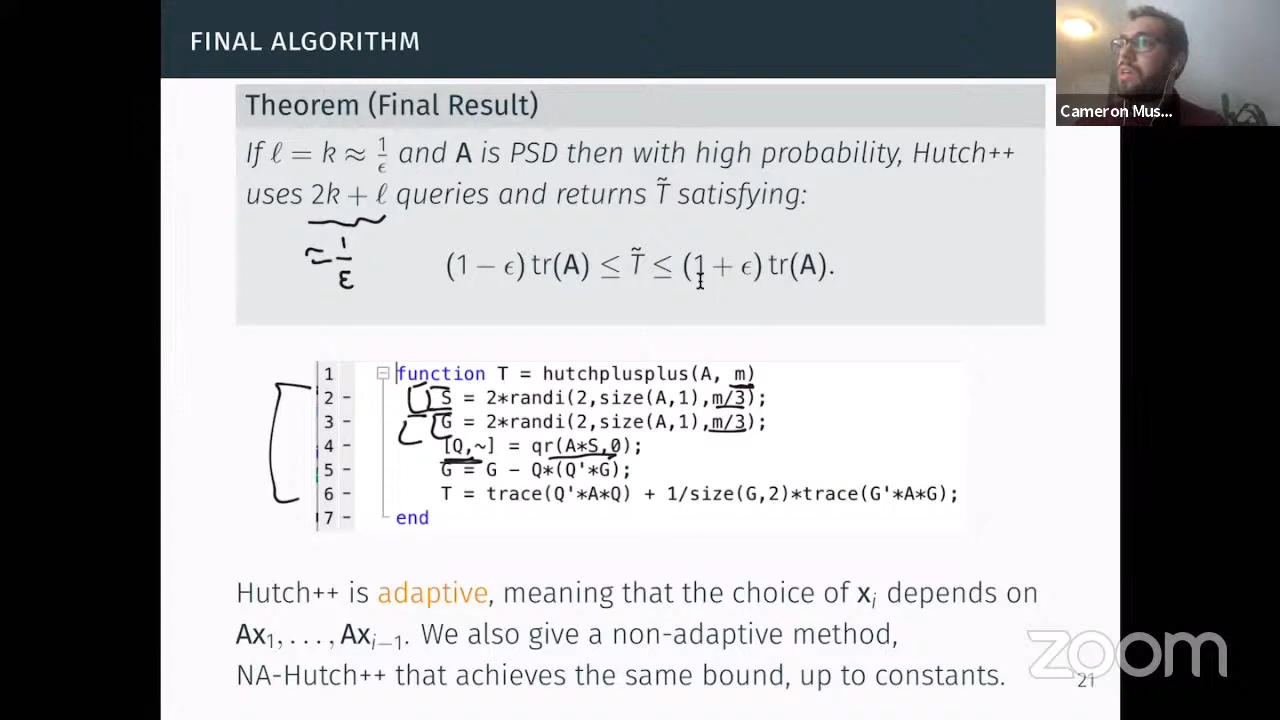 FINAL ALGORITHM
Cameron Mus...
Theorem (Final Result)
If ℓ = k ≈ 1/ϵ and A is PSD then with high probability, Hutch++
uses 2k + ℓ queries and returns T̃ satisfying:
≈ 1/ε
(1 − ϵ) tr(A) ≤ T̃ ≤ (1 + ϵ) tr(A).
1 function T = hutchplusplus(A, m)
2 - S = 2*randi(2,size(A,1),m/3);
3 - G = 2*randi(2,size(A,1),m/3);
4 - [Q,~] = qr(A*S,0);
5 - G = G - Q*(Q'*G);
6 - T = trace(Q'*A*Q) + 1/size(G,2)*trace(G'*A*G);
7 - end
Hutch++ is adaptive, meaning that the choice of xᵢ depends on
Ax₁, . . . , Axᵢ₋₁. We also give a non-adaptive method,
NA-Hutch++ that achieves the same bound, up to constants.
zoom
21